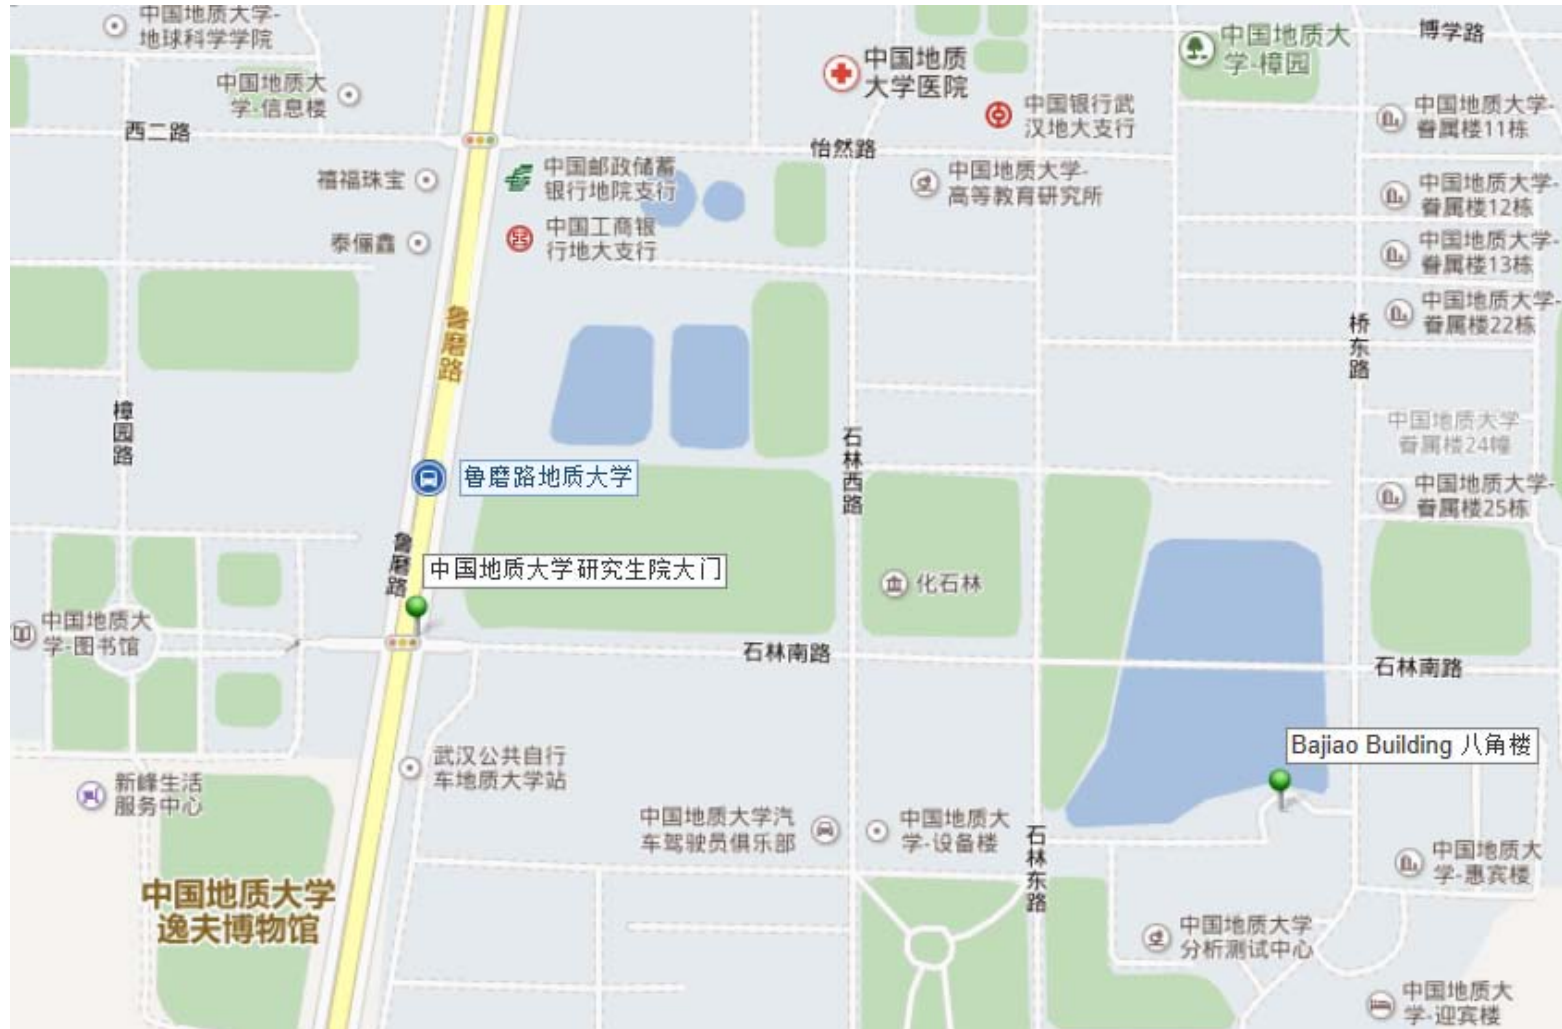 中国地质大学-
地球科学学院
博学路
中国地质大
学-樟园
中国地质
大学医院
中国地质大
学-信息楼
中国银行武
汉地大支行
中国地质大学-
眷属楼11栋
西二路
怡然路
中国邮政储蓄
银行地院支行
禧福珠宝
中国地质大学-
高等教育研究所
中国地质大学-
眷属楼12栋
中国工商银
行地大支行
泰俪鑫
中国地质大学-
眷属楼13栋
中国地质大学-
眷属楼22栋
鲁磨路
桥东路
樟园路
中国地质大学
眷属楼24幢
石林西路
鲁磨路地质大学
中国地质大学-
眷属楼25栋
鲁磨路
中国地质大学研究生院大门
化石林
中国地质大
学-图书馆
石林南路
石林南路
Bajiao Building 八角楼
武汉公共自行
车地质大学站
新峰生活
服务中心
中国地质大学汽
车驾驶员俱乐部
中国地质大
学-设备楼
石林东路
中国地质大
学-惠宾楼
中国地质大学
逸夫博物馆
中国地质大学
分析测试中心
中国地质大
学-迎宾楼